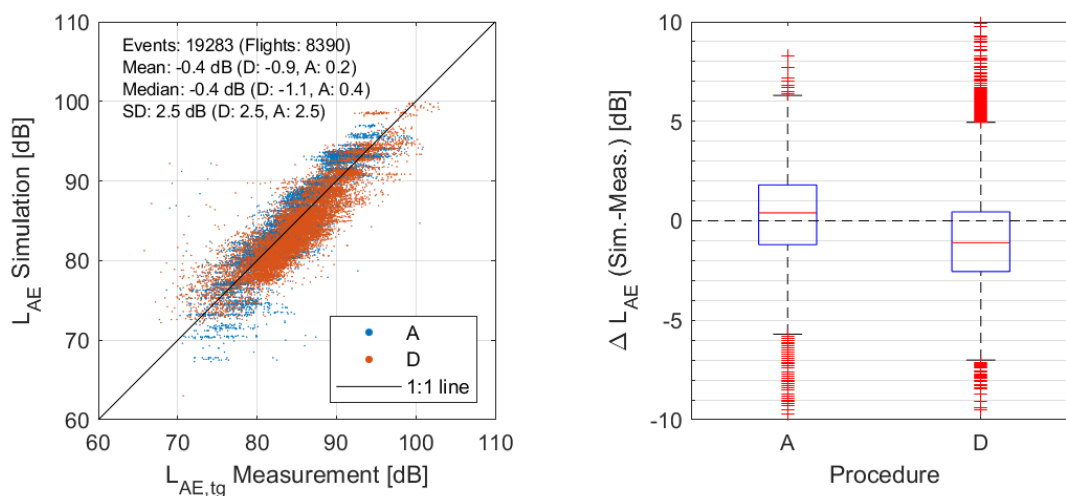 Events: 19283 (Flights: 8390)
Mean: -0.4 dB (D: -0.9, A: 0.2)
Median: -0.4 dB (D: -1.1, A: 0.4)
SD: 2.5 dB (D: 2.5, A: 2.5)
L_AE Simulation [dB]
110
100
90
80
70
60
A
D
1:1 line
60 70 80 90 100 110
L_AE,tg Measurement [dB]
Δ L_AE (Sim.-Meas.) [dB]
10
5
0
-5
-10
A D
Procedure